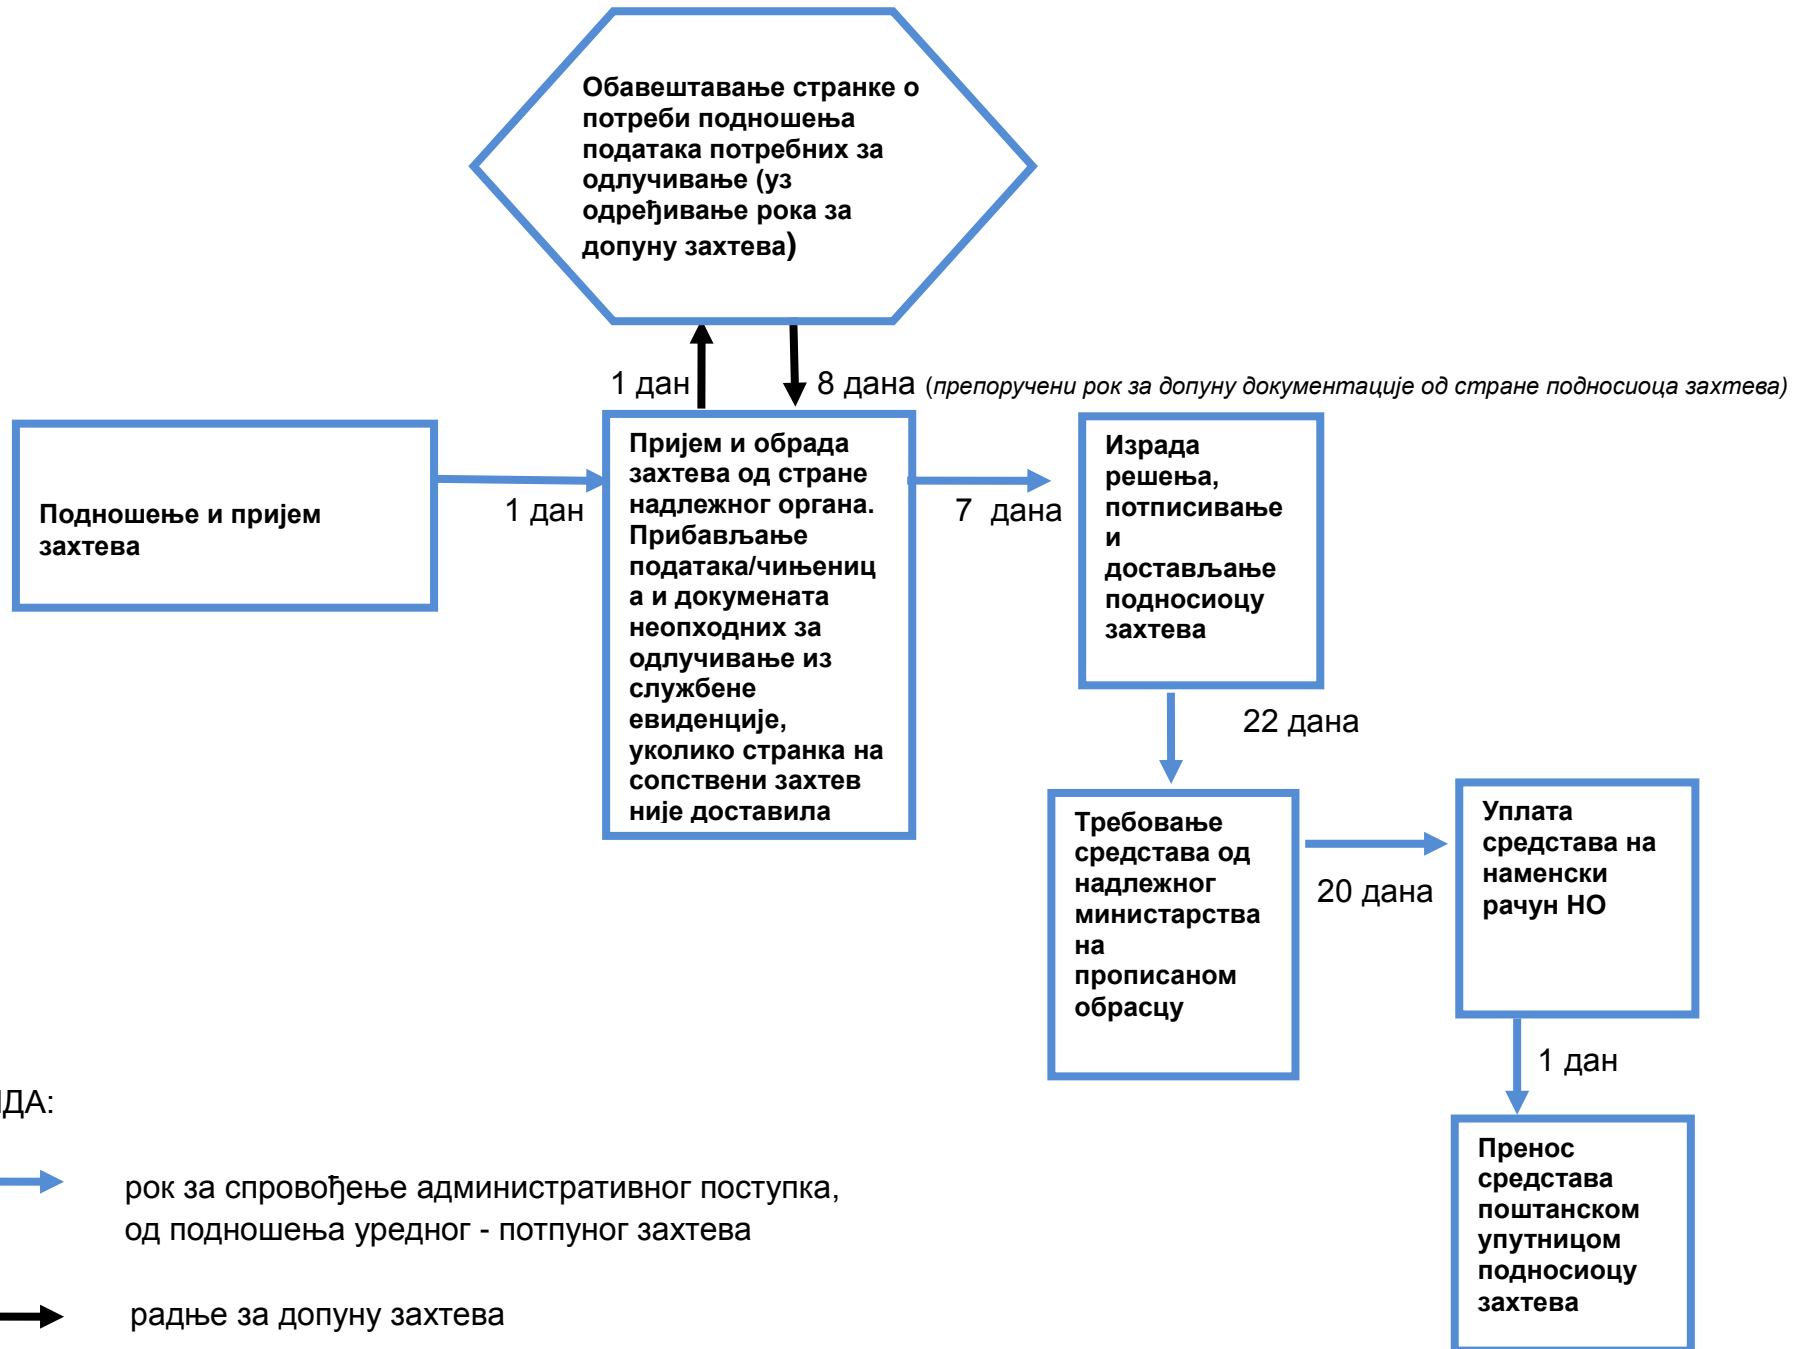 Обавештавање странке о
потреби подношења
података потребних за
одлучивање (уз
одређивање рока за
допуну захтева)
1 дан
8 дана (препоручени рок за допуну документације од стране подносиоца захтева)
Подношење и пријем
захтева
1 дан
Пријем и обрада
захтева од стране
надлежног органа.
Прибављање
података/чињениц
а и докумената
неопходних за
одлучивање из
службене
евиденције,
уколико странка на
сопствени захтев
није доставила
7 дана
Израда
решења,
потписивање
и
достављање
подносиоцу
захтева
22 дана
Требовање
средстава од
надлежног
министарства
на
прописаном
обрасцу
20 дана
Уплата
средстава на
наменски
рачун НО
1 дан
Пренос
средстава
поштанском
упутницом
подносиоцу
захтева
ДА:
рок за спровођење административног поступка,
од подношења уредног - потпуног захтева
радње за допуну захтева